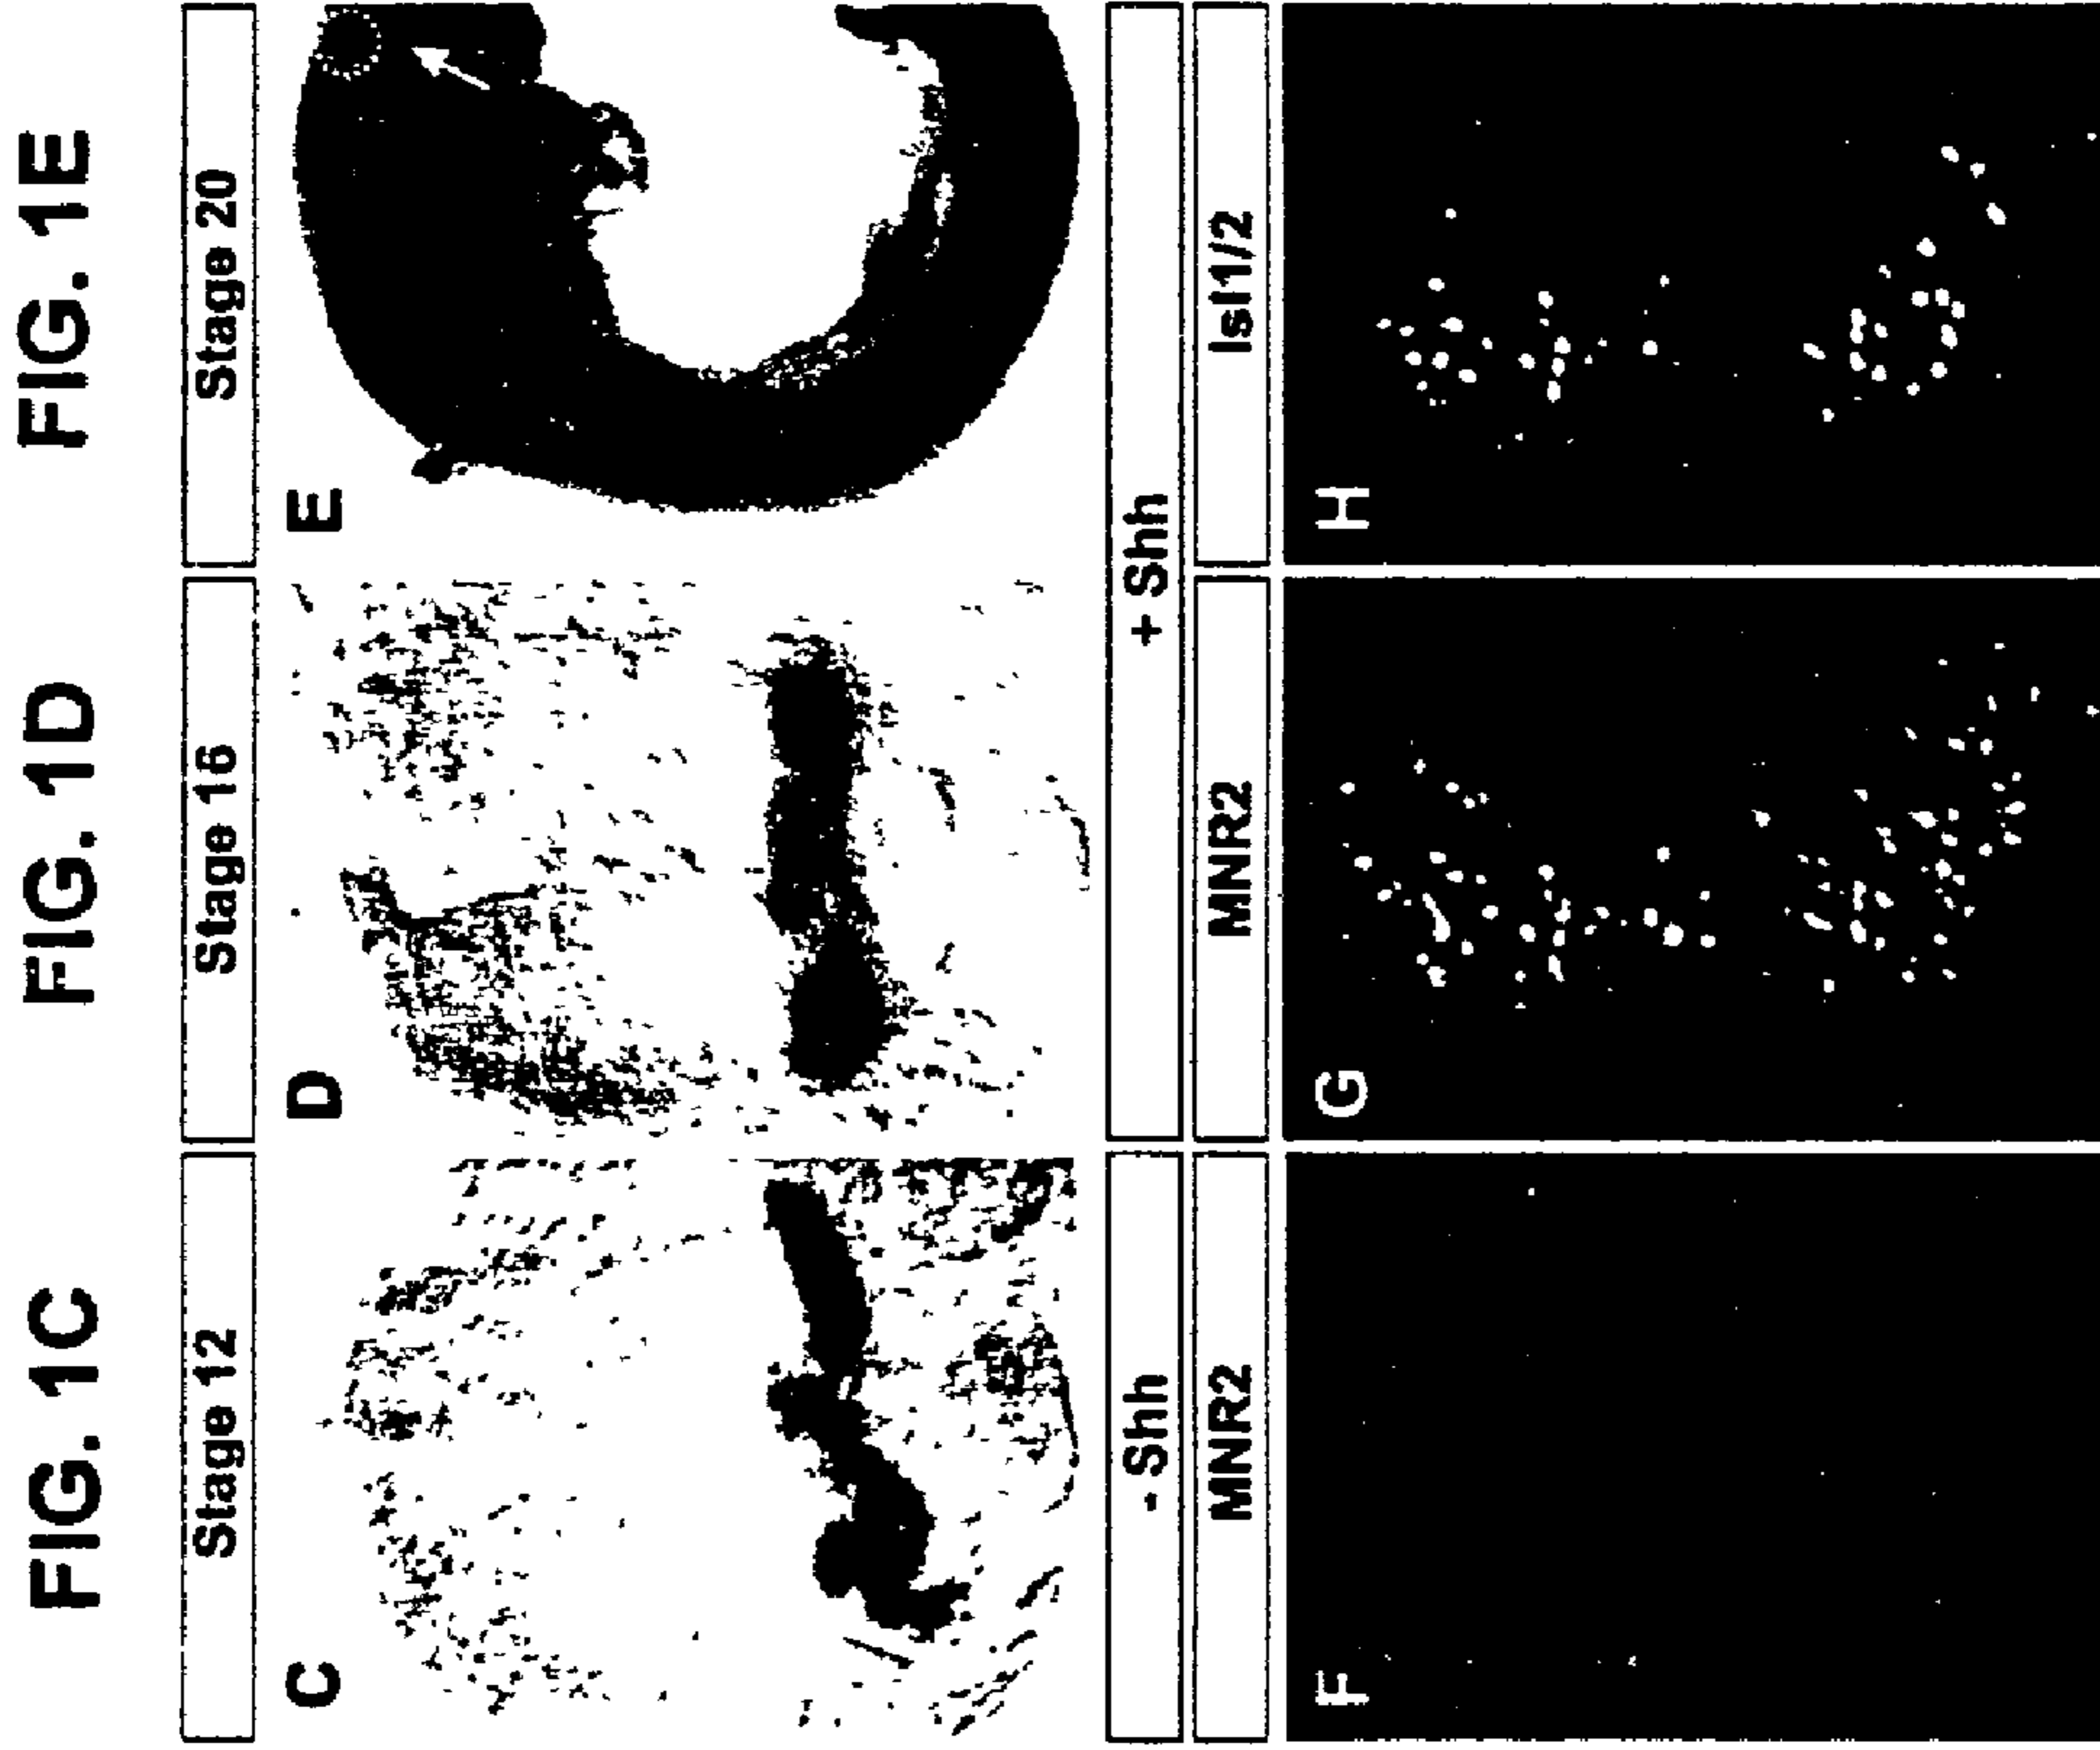 FIG. 1C FIG. 1D FIG. 1E
Stage 12 Stage 16 Stage 20
C D E
- Shh + Shh
MNR2 MNR2 Isl1/2
F G H